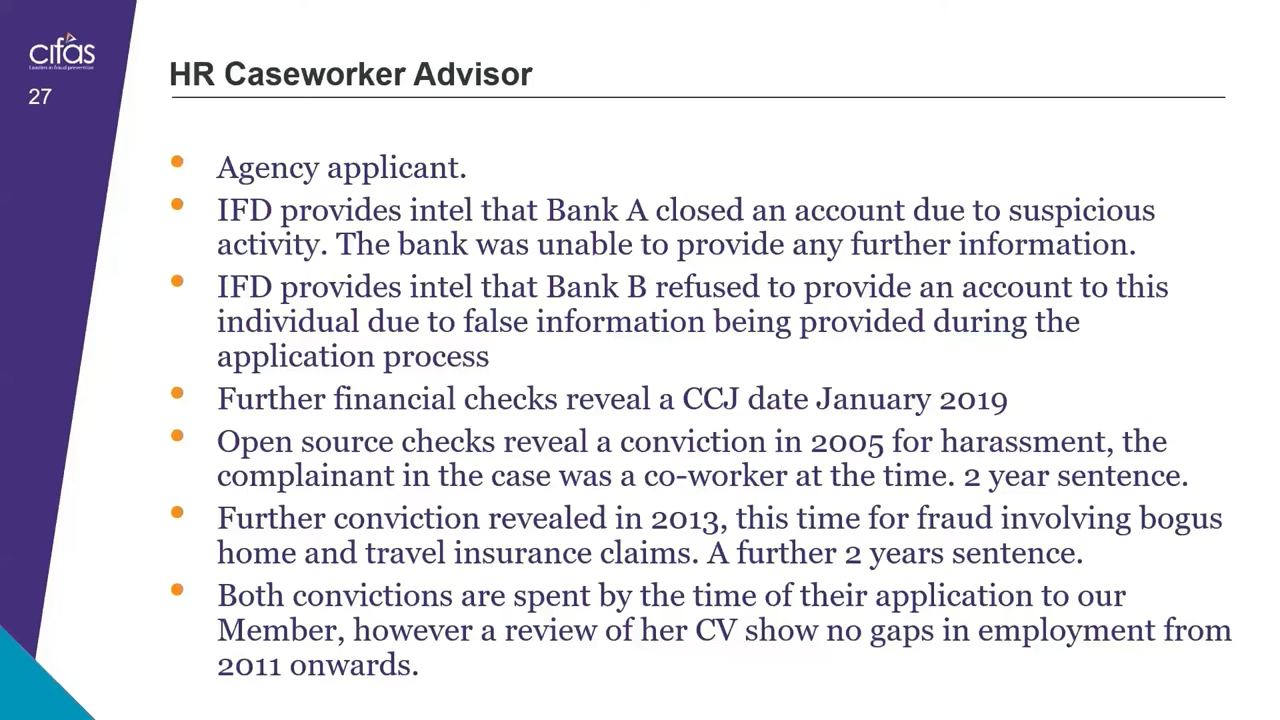 cifas
Leaders in fraud prevention
27
HR Caseworker Advisor
• Agency applicant.
• IFD provides intel that Bank A closed an account due to suspicious
activity. The bank was unable to provide any further information.
• IFD provides intel that Bank B refused to provide an account to this
individual due to false information being provided during the
application process
• Further financial checks reveal a CCJ date January 2019
• Open source checks reveal a conviction in 2005 for harassment, the
complainant in the case was a co-worker at the time. 2 year sentence.
• Further conviction revealed in 2013, this time for fraud involving bogus
home and travel insurance claims. A further 2 years sentence.
• Both convictions are spent by the time of their application to our
Member, however a review of her CV show no gaps in employment from
2011 onwards.